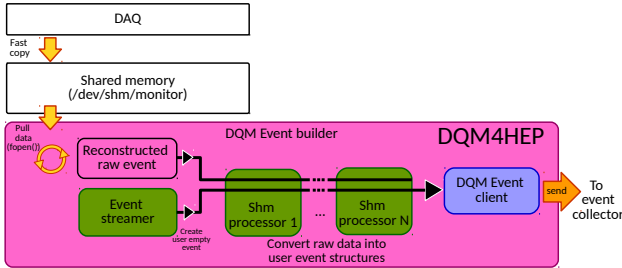 DAQ
Fast
copy
Shared memory
(/dev/shm/monitor)
Pull
data
(fopen())
DQM Event builder
DQM4HEP
Reconstructed
raw event
Event
streamer
Create
user empty
event
Shm
processor 1
...
Shm
processor N
Convert raw data into
user event structures
DQM Event
client
send
To
event
collector